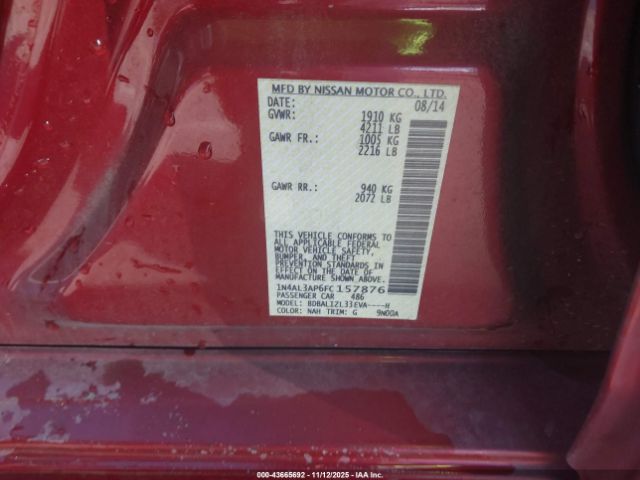 MFD BY NISSAN MOTOR CO., LTD.
DATE: 08/14
GVWR: 1910 KG
4211 LB
GAWR FR.: 1005 KG
2216 LB
GAWR RR.: 940 KG
2072 LB
THIS VEHICLE CONFORMS TO
ALL APPLICABLE FEDERAL
MOTOR VEHICLE SAFETY,
BUMPER, AND THEFT
PREVENTION STANDARDS
IN EFFECT ON THE DATE OF
MANUFACTURE SHOWN ABOVE.
1N4AL3AP6FC157876
PASSENGER CAR 486
MODEL: BDBALIZL33EVA----H
COLOR: NAH TRIM: G 9N00A
000-43665692 - 11/12/2025 - IAA Inc.